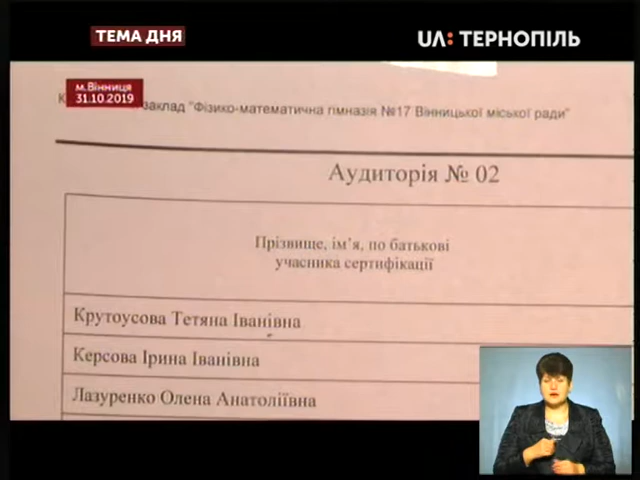 ТЕМА ДНЯ
UA: ТЕРНОПІЛЬ
м.Вінниця
31.10.2019
заклад "Фізико-математична гімназія №17 Вінницької міської ради"
Аудиторія № 02
Прізвище, ім’я, по батькові
учасника сертифікації
Крутоусова Тетяна Іванівна
Керсова Ірина Іванівна
Лазуренко Олена Анатоліївна